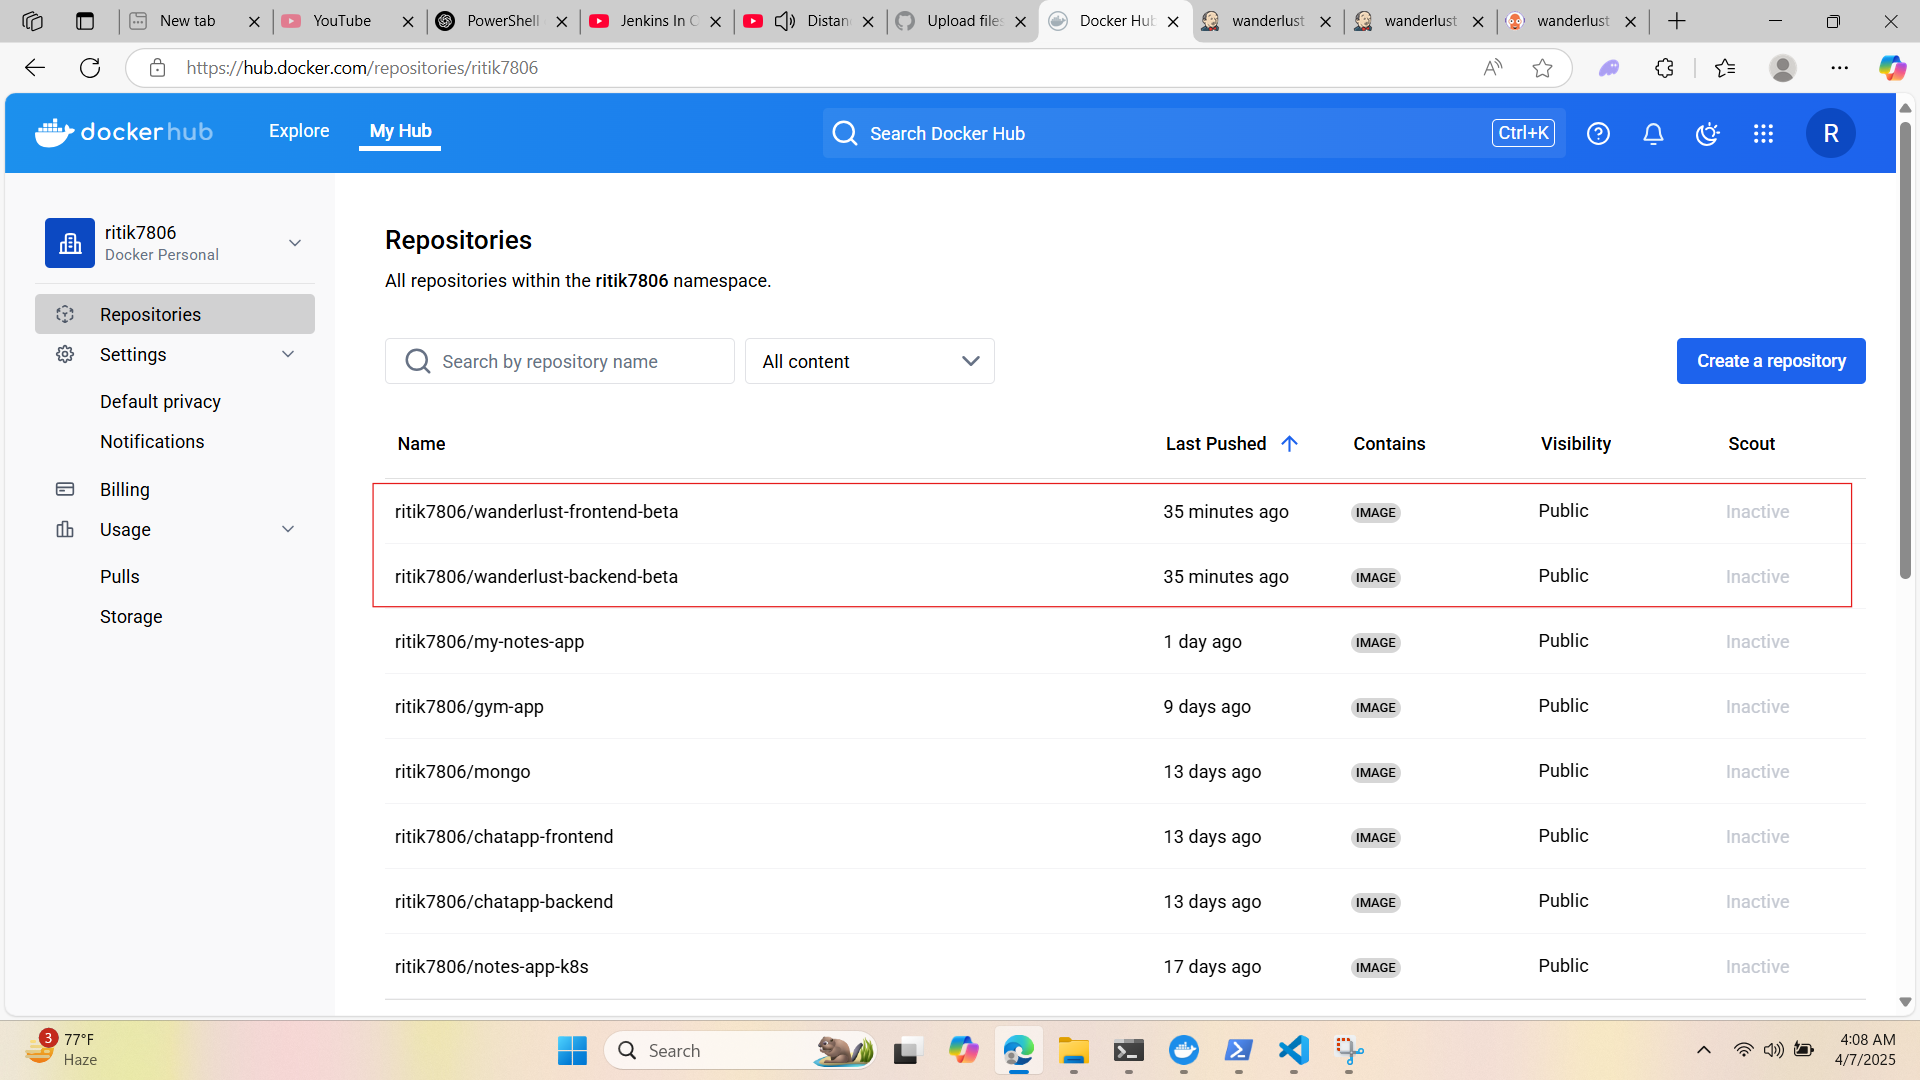 New tab
YouTube
PowerShell
Jenkins In O
Distan
Upload files
Docker Hub
wanderlust
wanderlust
wanderlust
https://hub.docker.com/repositories/ritik7806
docker hub
Explore
My Hub
Search Docker Hub
Ctrl+K
R
ritik7806
Docker Personal
Repositories
Settings
Default privacy
Notifications
Billing
Usage
Pulls
Storage
Repositories
All repositories within the ritik7806 namespace.
Search by repository name
All content
Create a repository
Name Last Pushed Contains Visibility Scout
ritik7806/wanderlust-frontend-beta 35 minutes ago IMAGE Public Inactive
ritik7806/wanderlust-backend-beta 35 minutes ago IMAGE Public Inactive
ritik7806/my-notes-app 1 day ago IMAGE Public Inactive
ritik7806/gym-app 9 days ago IMAGE Public Inactive
ritik7806/mongo 13 days ago IMAGE Public Inactive
ritik7806/chatapp-frontend 13 days ago IMAGE Public Inactive
ritik7806/chatapp-backend 13 days ago IMAGE Public Inactive
ritik7806/notes-app-k8s 17 days ago IMAGE Public Inactive
3
77°F
Haze
Search
4:08 AM
4/7/2025